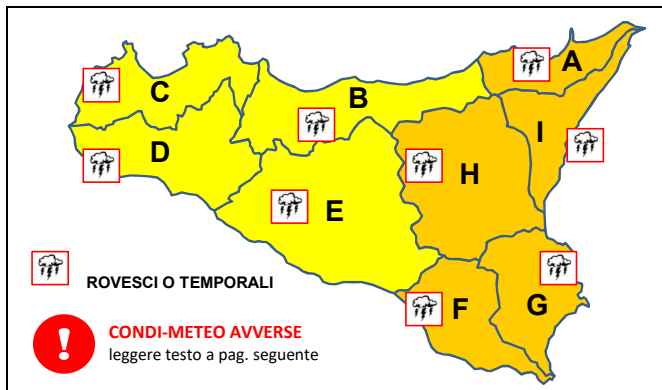 A
C
B
I
D
H
E
F
G
ROVESCI O TEMPORALI
!
CONDI-METEO AVVERSE
leggere testo a pag. seguente